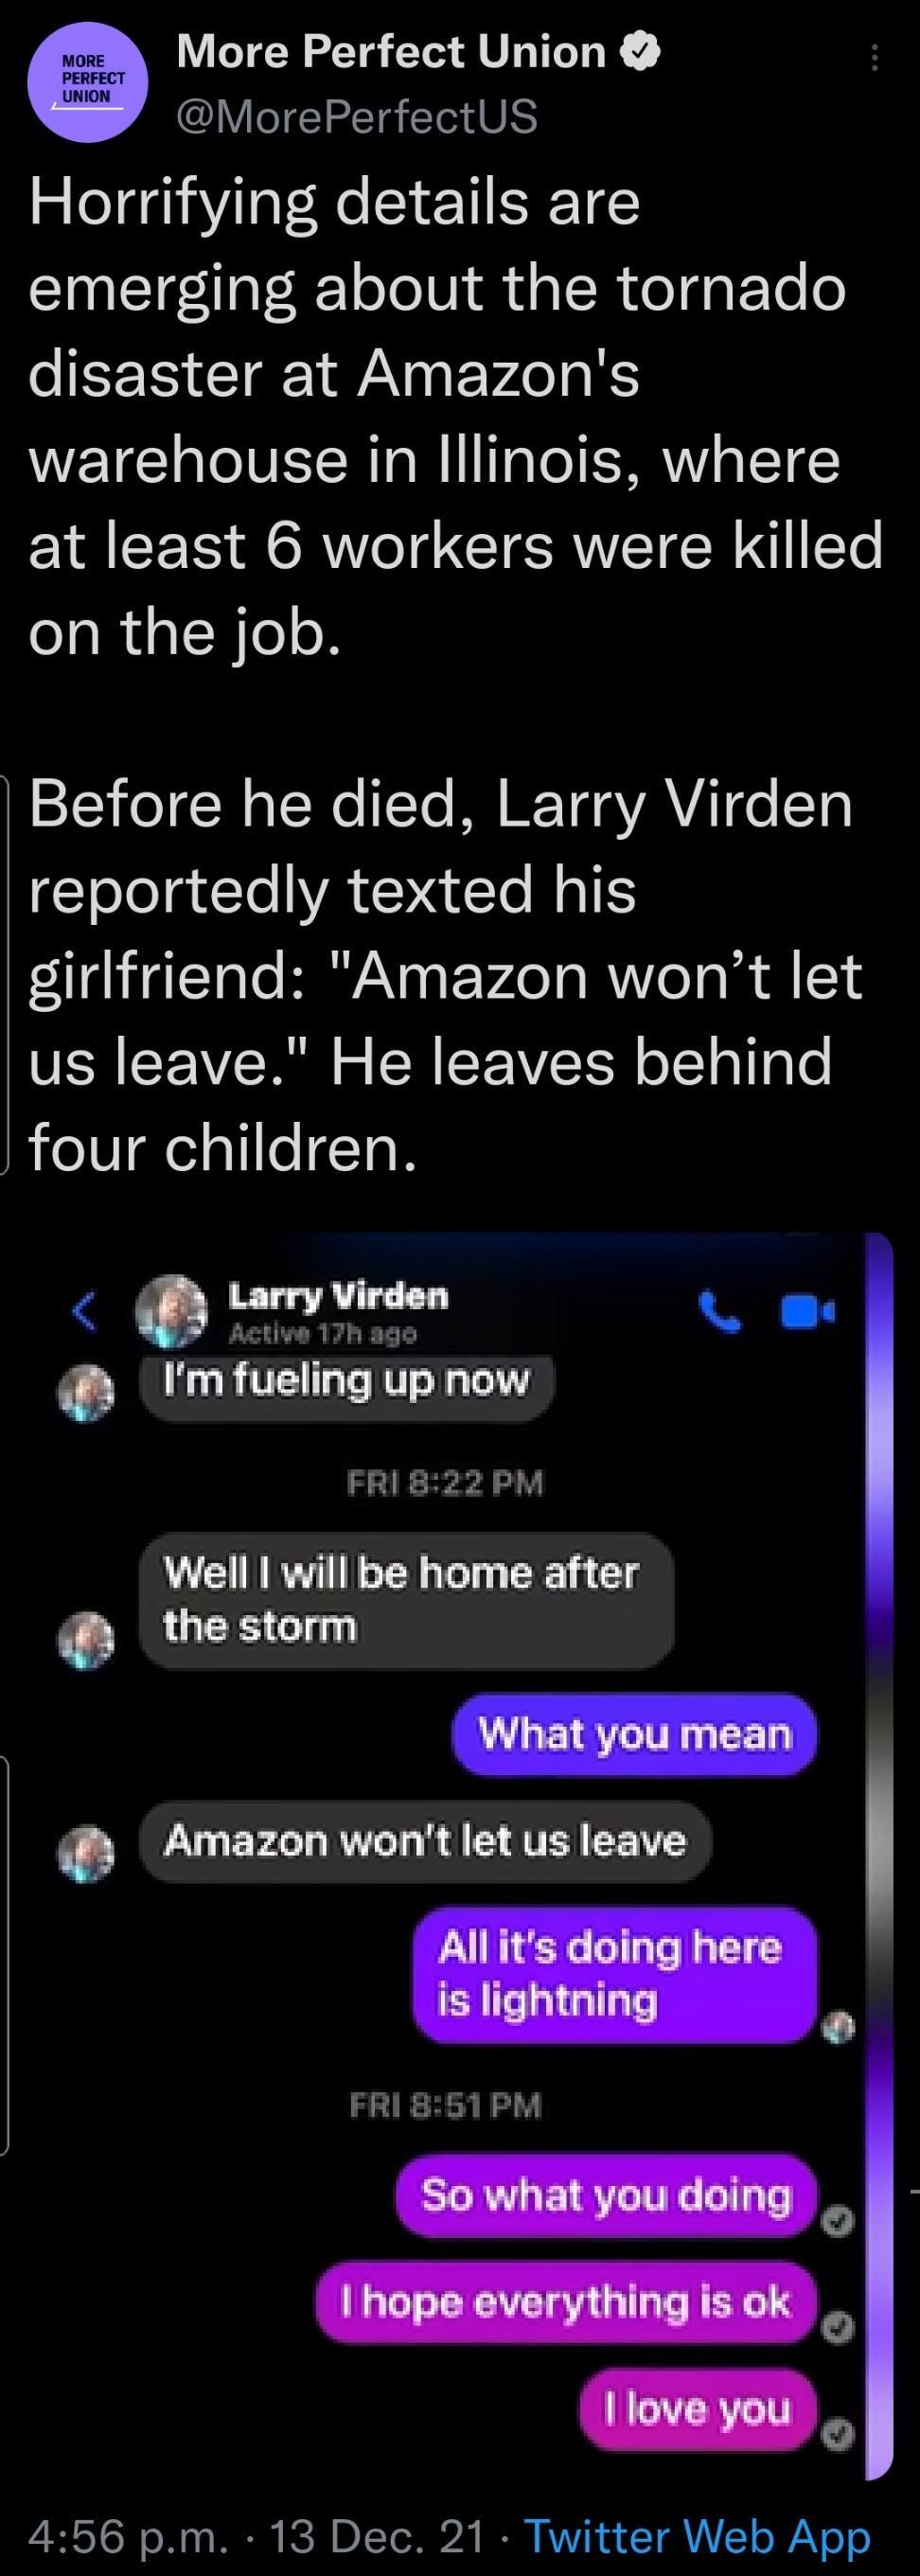 MORE
PERFECT
UNION
More Perfect Union
@MorePerfectUS
Horrifying details are
emerging about the tornado
disaster at Amazon's
warehouse in Illinois, where
at least 6 workers were killed
on the job.
Before he died, Larry Virden
reportedly texted his
girlfriend: "Amazon won’t let
us leave." He leaves behind
four children.
Larry Virden
Active 17h ago
I'm fueling up now
FRI 8:22 PM
Well I will be home after
the storm
What you mean
Amazon won't let us leave
All it's doing here
is lightning
FRI 8:51 PM
So what you doing
I hope everything is ok
I love you
4:56 p.m. · 13 Dec. 21 · Twitter Web App